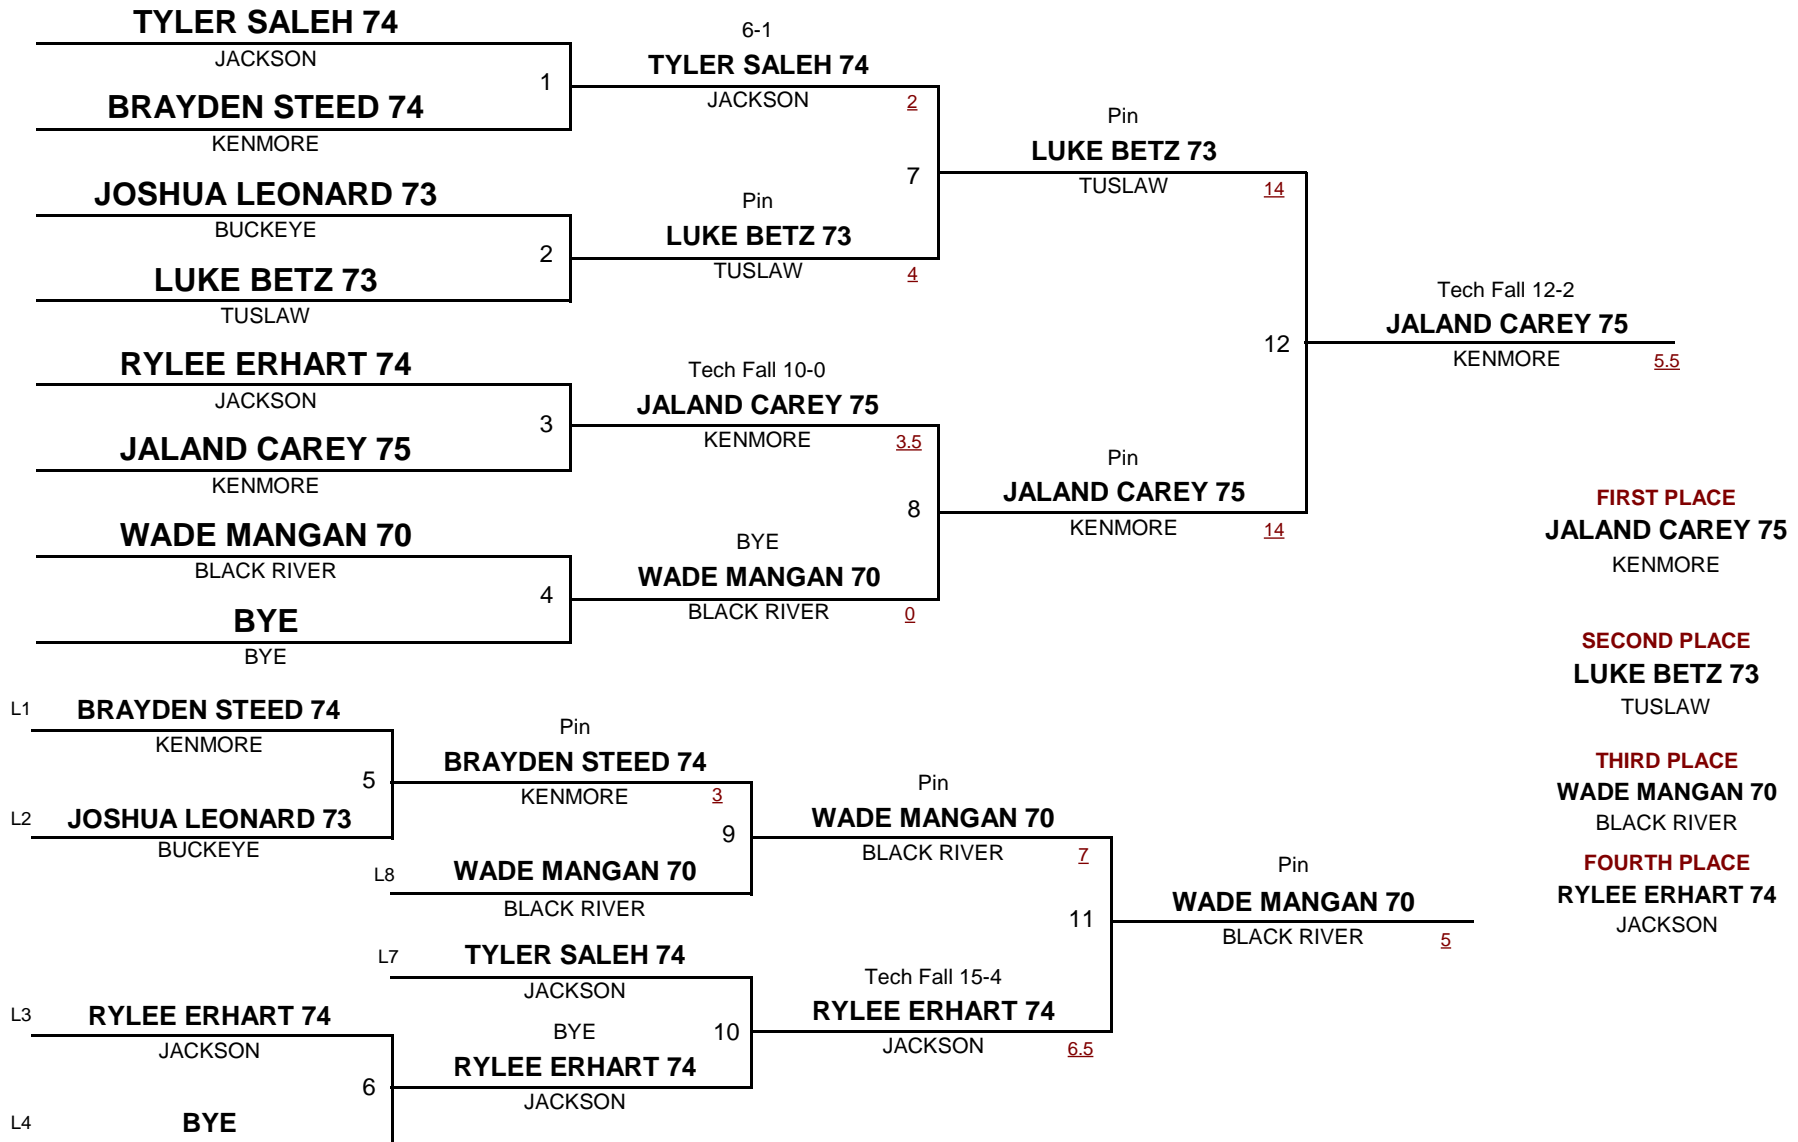 TYLER SALEH 74
JACKSON
1
BRAYDEN STEED 74
KENMORE
6-1
TYLER SALEH 74
JACKSON
2
JOSHUA LEONARD 73
BUCKEYE
2
LUKE BETZ 73
TUSLAW
Pin
LUKE BETZ 73
TUSLAW
4
7
Pin
LUKE BETZ 73
TUSLAW
14
RYLEE ERHART 74
JACKSON
3
JALAND CAREY 75
KENMORE
Tech Fall 10-0
JALAND CAREY 75
KENMORE
3.5
WADE MANGAN 70
BLACK RIVER
4
BYE
BYE
BYE
WADE MANGAN 70
BLACK RIVER
0
8
Pin
JALAND CAREY 75
KENMORE
14
12
Tech Fall 12-2
JALAND CAREY 75
KENMORE
5.5
FIRST PLACE
JALAND CAREY 75
KENMORE
SECOND PLACE
LUKE BETZ 73
TUSLAW
THIRD PLACE
WADE MANGAN 70
BLACK RIVER
FOURTH PLACE
RYLEE ERHART 74
JACKSON
L1
BRAYDEN STEED 74
KENMORE
5
L2
JOSHUA LEONARD 73
BUCKEYE
Pin
BRAYDEN STEED 74
KENMORE
3
9
L8
WADE MANGAN 70
BLACK RIVER
Pin
WADE MANGAN 70
BLACK RIVER
7
L7
TYLER SALEH 74
JACKSON
10
L3
RYLEE ERHART 74
JACKSON
6
L4
BYE
BYE
RYLEE ERHART 74
JACKSON
Tech Fall 15-4
RYLEE ERHART 74
JACKSON
6.5
11
Pin
WADE MANGAN 70
BLACK RIVER
5